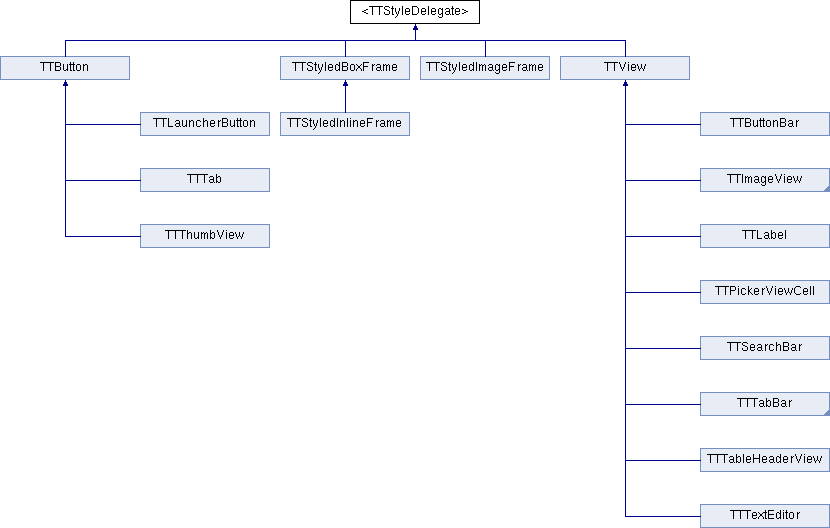 <TTStyleDelegate>
TTButton
TTStyledBoxFrame
TTStyledImageFrame
TTView
TTLauncherButton
TTStyledInlineFrame
TTButtonBar
TTTab
TTImageView
TTThumbView
TTLabel
TTPickerViewCell
TTSearchBar
TTTabBar
TTTableHeaderView
TTTextEditor